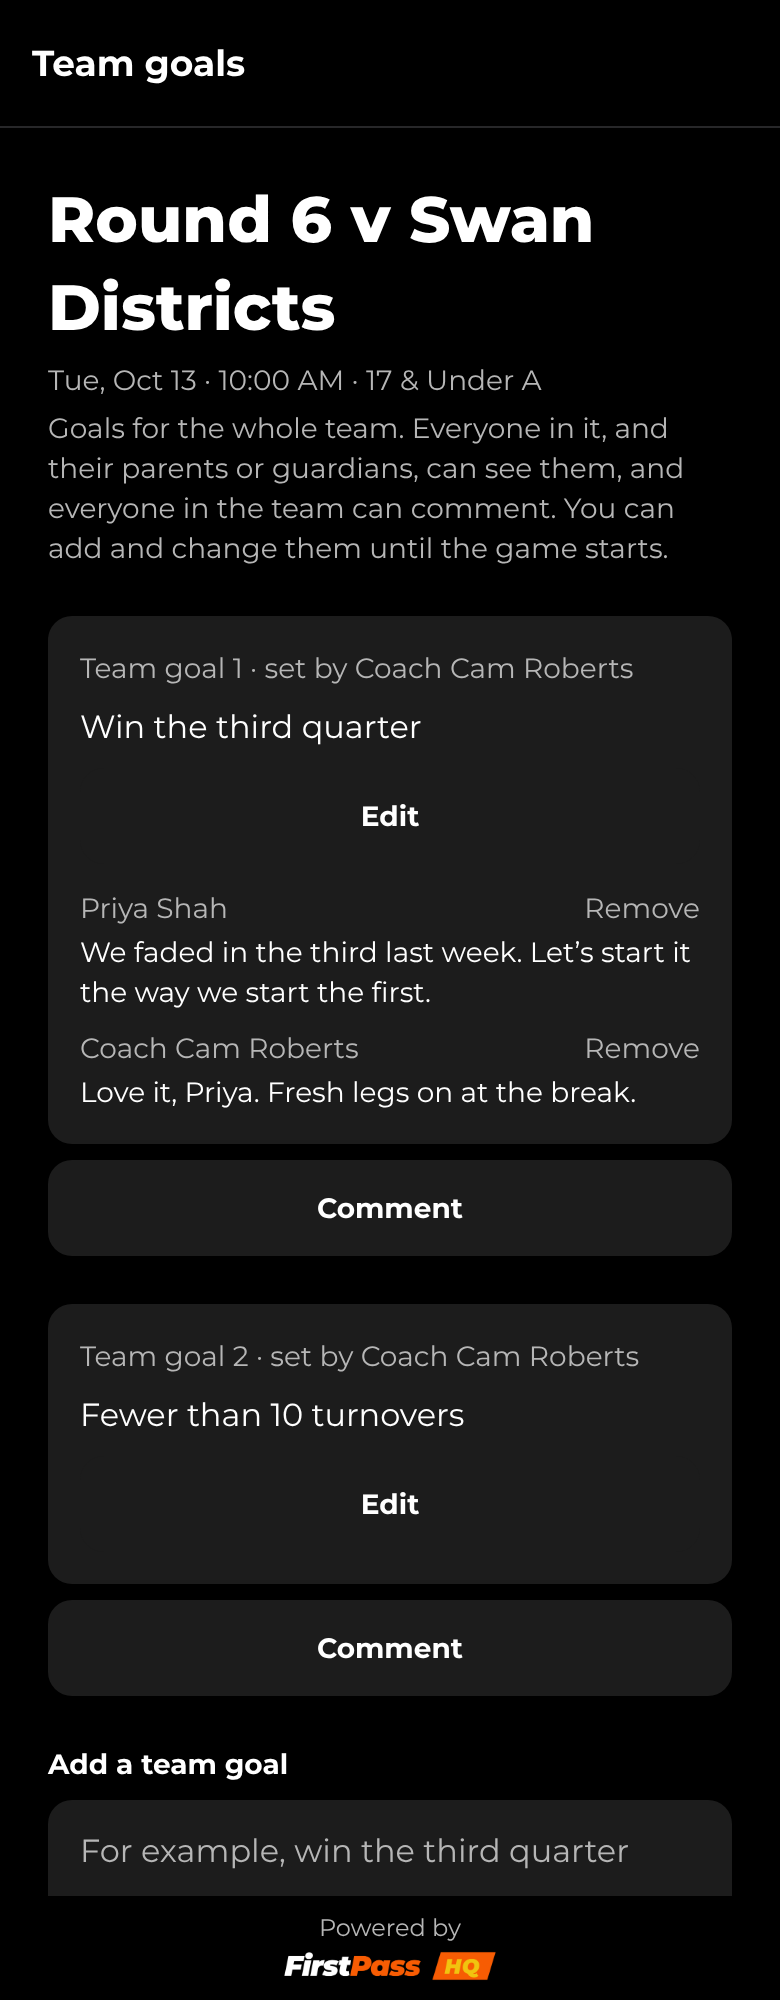 Team goals
Round 6 v Swan
Districts
Tue, Oct 13 · 10:00 AM · 17 & Under A
Goals for the whole team. Everyone in it, and
their parents or guardians, can see them, and
everyone in the team can comment. You can
add and change them until the game starts.
Team goal 1 · set by Coach Cam Roberts
Win the third quarter
Edit
Priya Shah Remove
We faded in the third last week. Let’s start it
the way we start the first.
Coach Cam Roberts Remove
Love it, Priya. Fresh legs on at the break.
Comment
Team goal 2 · set by Coach Cam Roberts
Fewer than 10 turnovers
Edit
Comment
Add a team goal
For example, win the third quarter
Powered by
FirstPass HQ